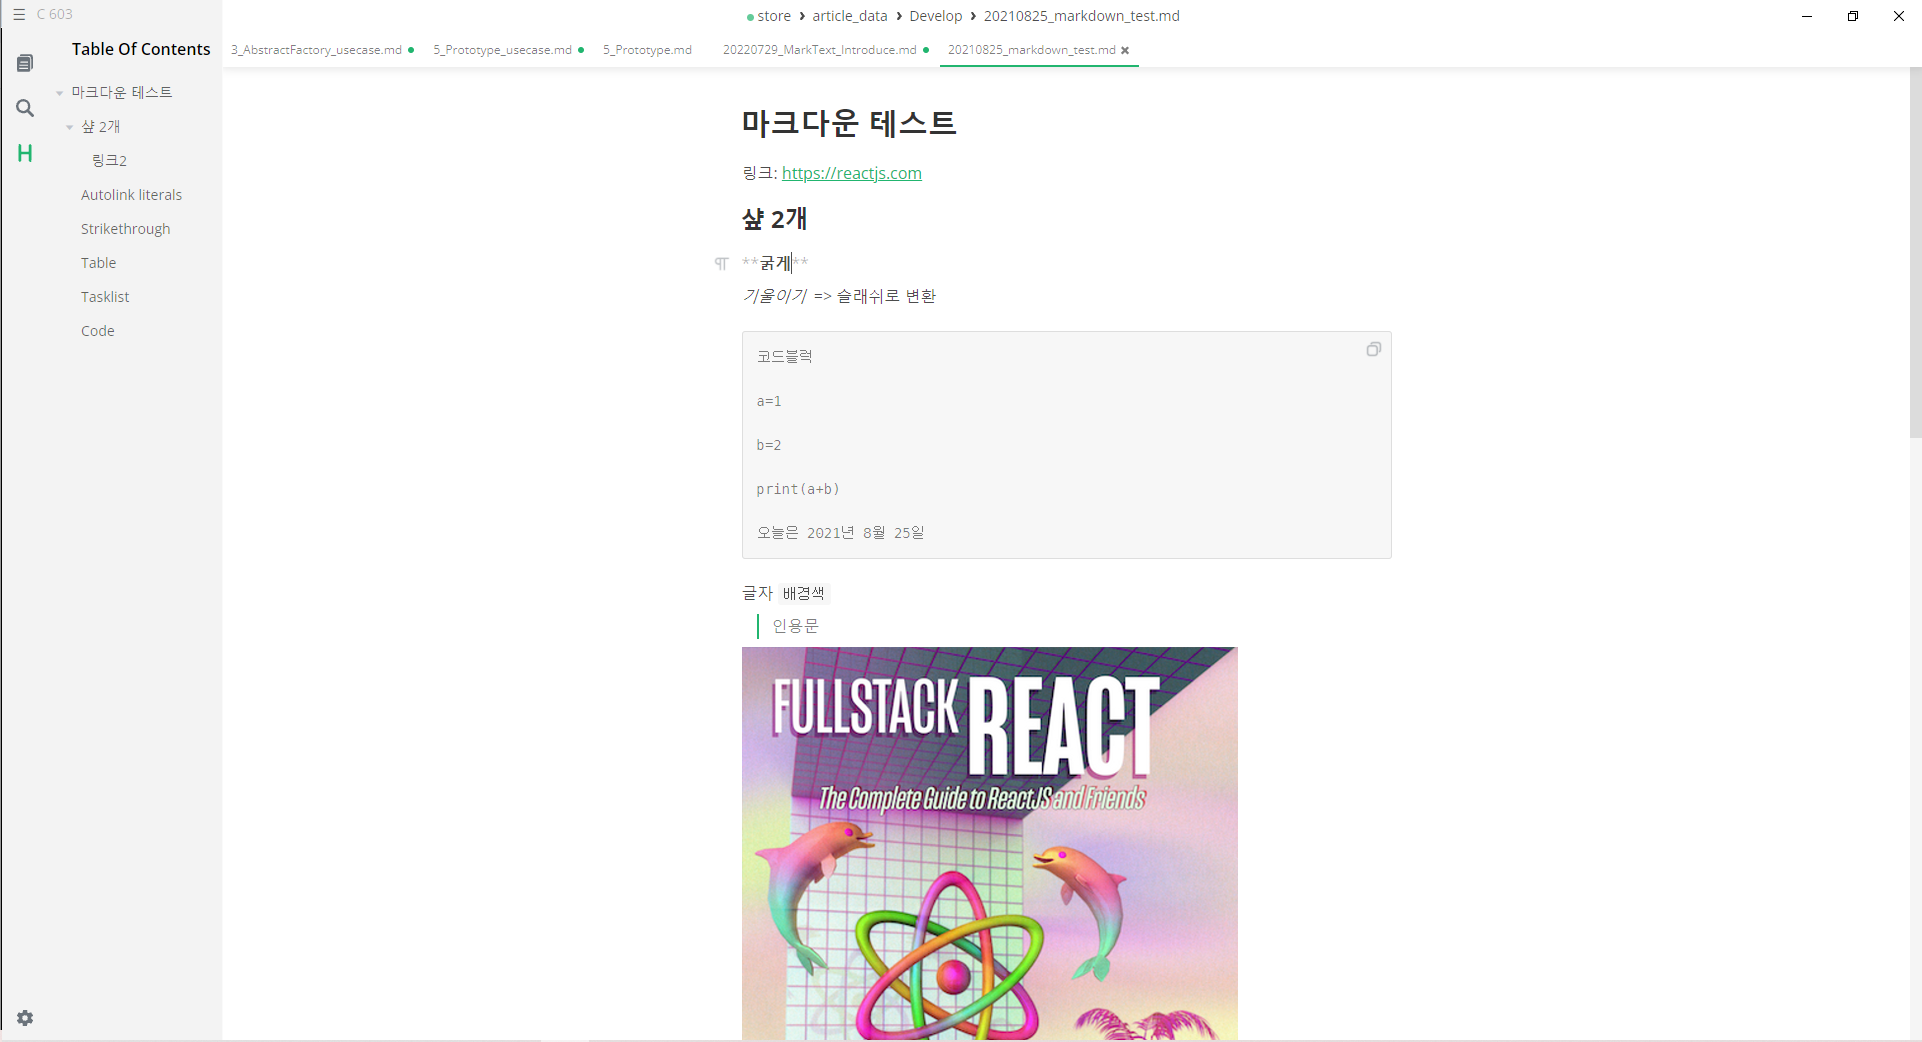 C 603
store › article_data › Develop › 20210825_markdown_test.md
Table Of Contents
3_AbstractFactory_usecase.md
5_Prototype_usecase.md
5_Prototype.md
20220729_MarkText_Introduce.md
20210825_markdown_test.md
마크다운 테스트
샾 2개
링크2
Autolink literals
Strikethrough
Table
Tasklist
Code
마크다운 테스트
링크: https://reactjs.com
샾 2개
**굵게**
기울이기 => 슬래쉬로 변환
코드블럭
a=1
b=2
print(a+b)
오늘은 2021년 8월 25일
글자 배경색
인용문
FULLSTACK REACT
The Complete Guide to ReactJS and Friends